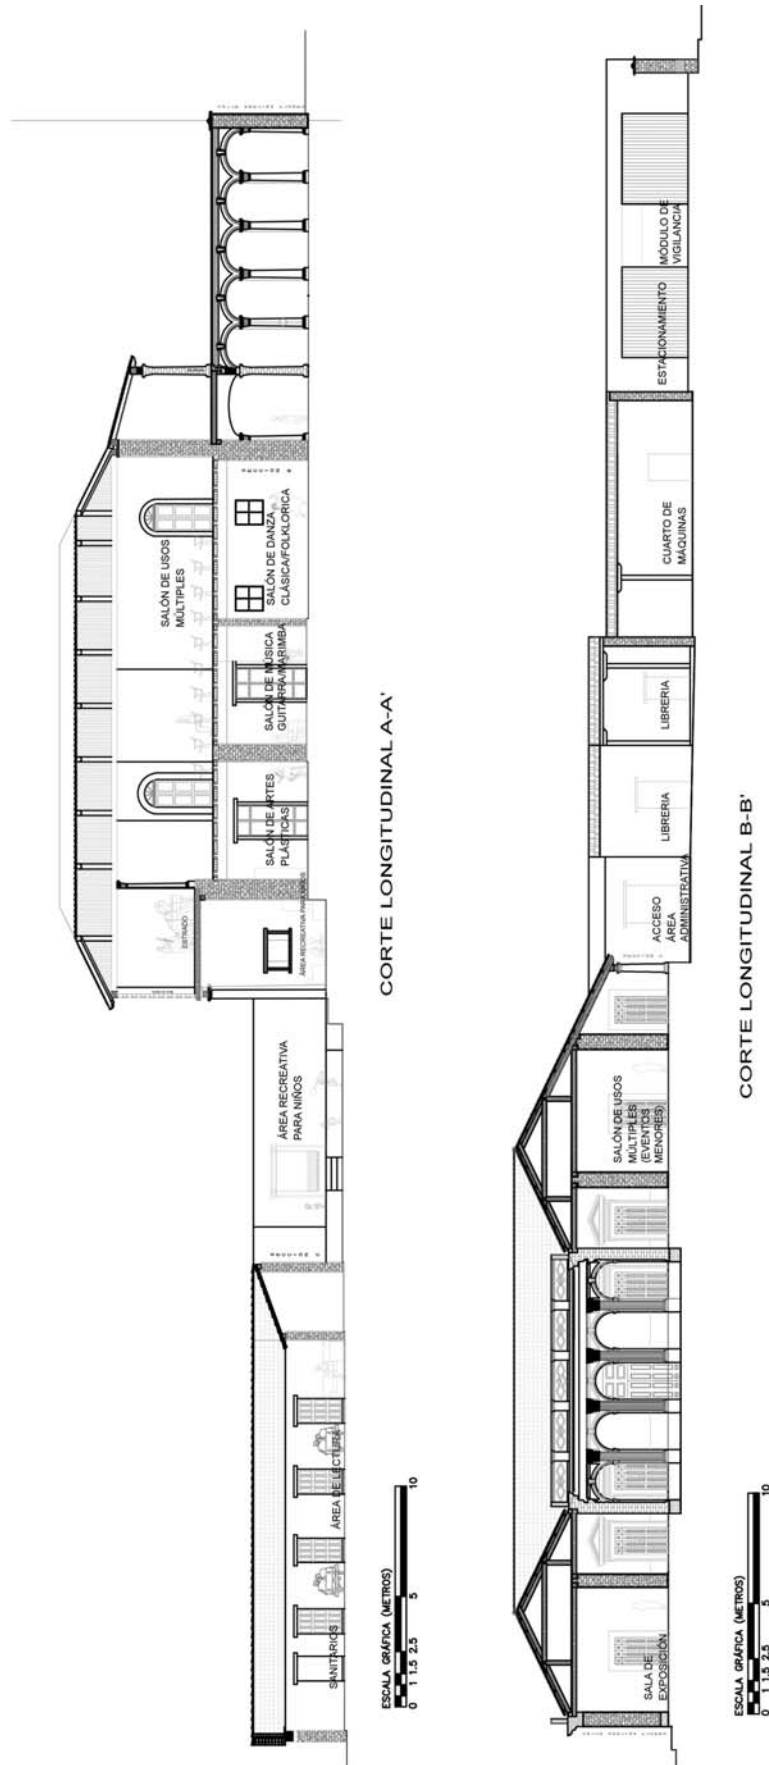 SANITARIOS
ÁREA DE LECTURA
ÁREA RECREATIVA
PARA NIÑOS
ÁREA RECREATIVA PARA NIÑOS
ESTRADO
SALÓN DE ARTES
PLÁSTICAS
SALÓN DE MÚSICA
GUITARRA/MARIMBA
SALÓN DE DANZA
CLÁSICA/FOLKLORICA
SALÓN DE USOS
MÚLTIPLES
ESCALA GRÁFICA (METROS)
0 1 1.5 2.5 5 10
CORTE LONGITUDINAL A-A'
SALA DE
EXPOSICIÓN
SALÓN DE USOS
MÚLTIPLES
(EVENTOS
MENORES)
ACCESO
ÁREA
ADMINISTRATIVA
LIBRERIA
LIBRERIA
CUARTO DE
MÁQUINAS
ESTACIONAMIENTO
MÓDULO DE
VIGILANCIA
ESCALA GRÁFICA (METROS)
0 1 1.5 2.5 5 10
CORTE LONGITUDINAL B-B'